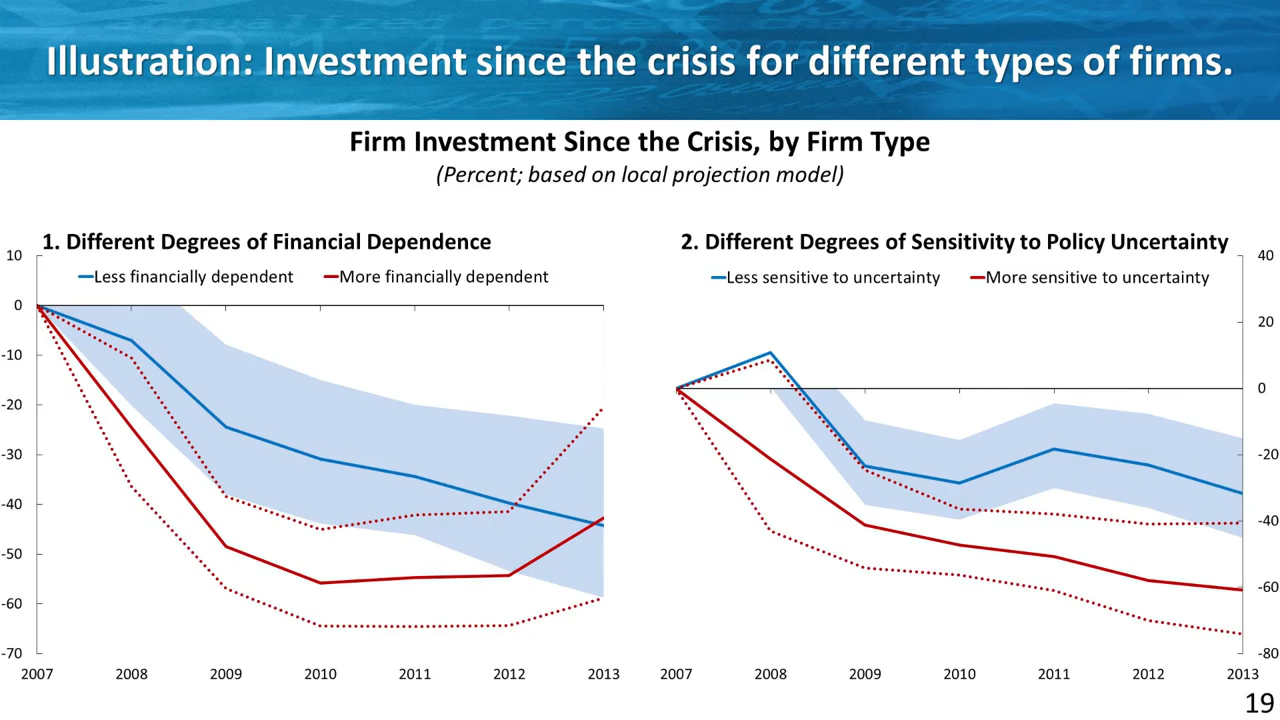 Illustration: Investment since the crisis for different types of firms.
Firm Investment Since the Crisis, by Firm Type
(Percent; based on local projection model)
1. Different Degrees of Financial Dependence
Less financially dependent
More financially dependent
10
0
-10
-20
-30
-40
-50
-60
-70
2007 2008 2009 2010 2011 2012 2013
2. Different Degrees of Sensitivity to Policy Uncertainty
Less sensitive to uncertainty
More sensitive to uncertainty
40
20
0
-20
-40
-60
-80
2007 2008 2009 2010 2011 2012 2013
19